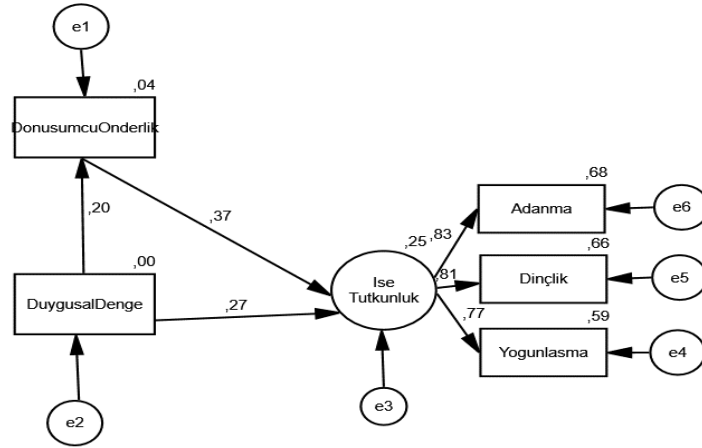 e1
,04
DonusumcuOnderlik
,20
,37
,00
DuygusalDenge
,27
e2
,25
Ise
Tutkunluk
e3
,83
,68
Adanma
e6
,81
,66
Dinçlik
e5
,77
,59
Yogunlasma
e4